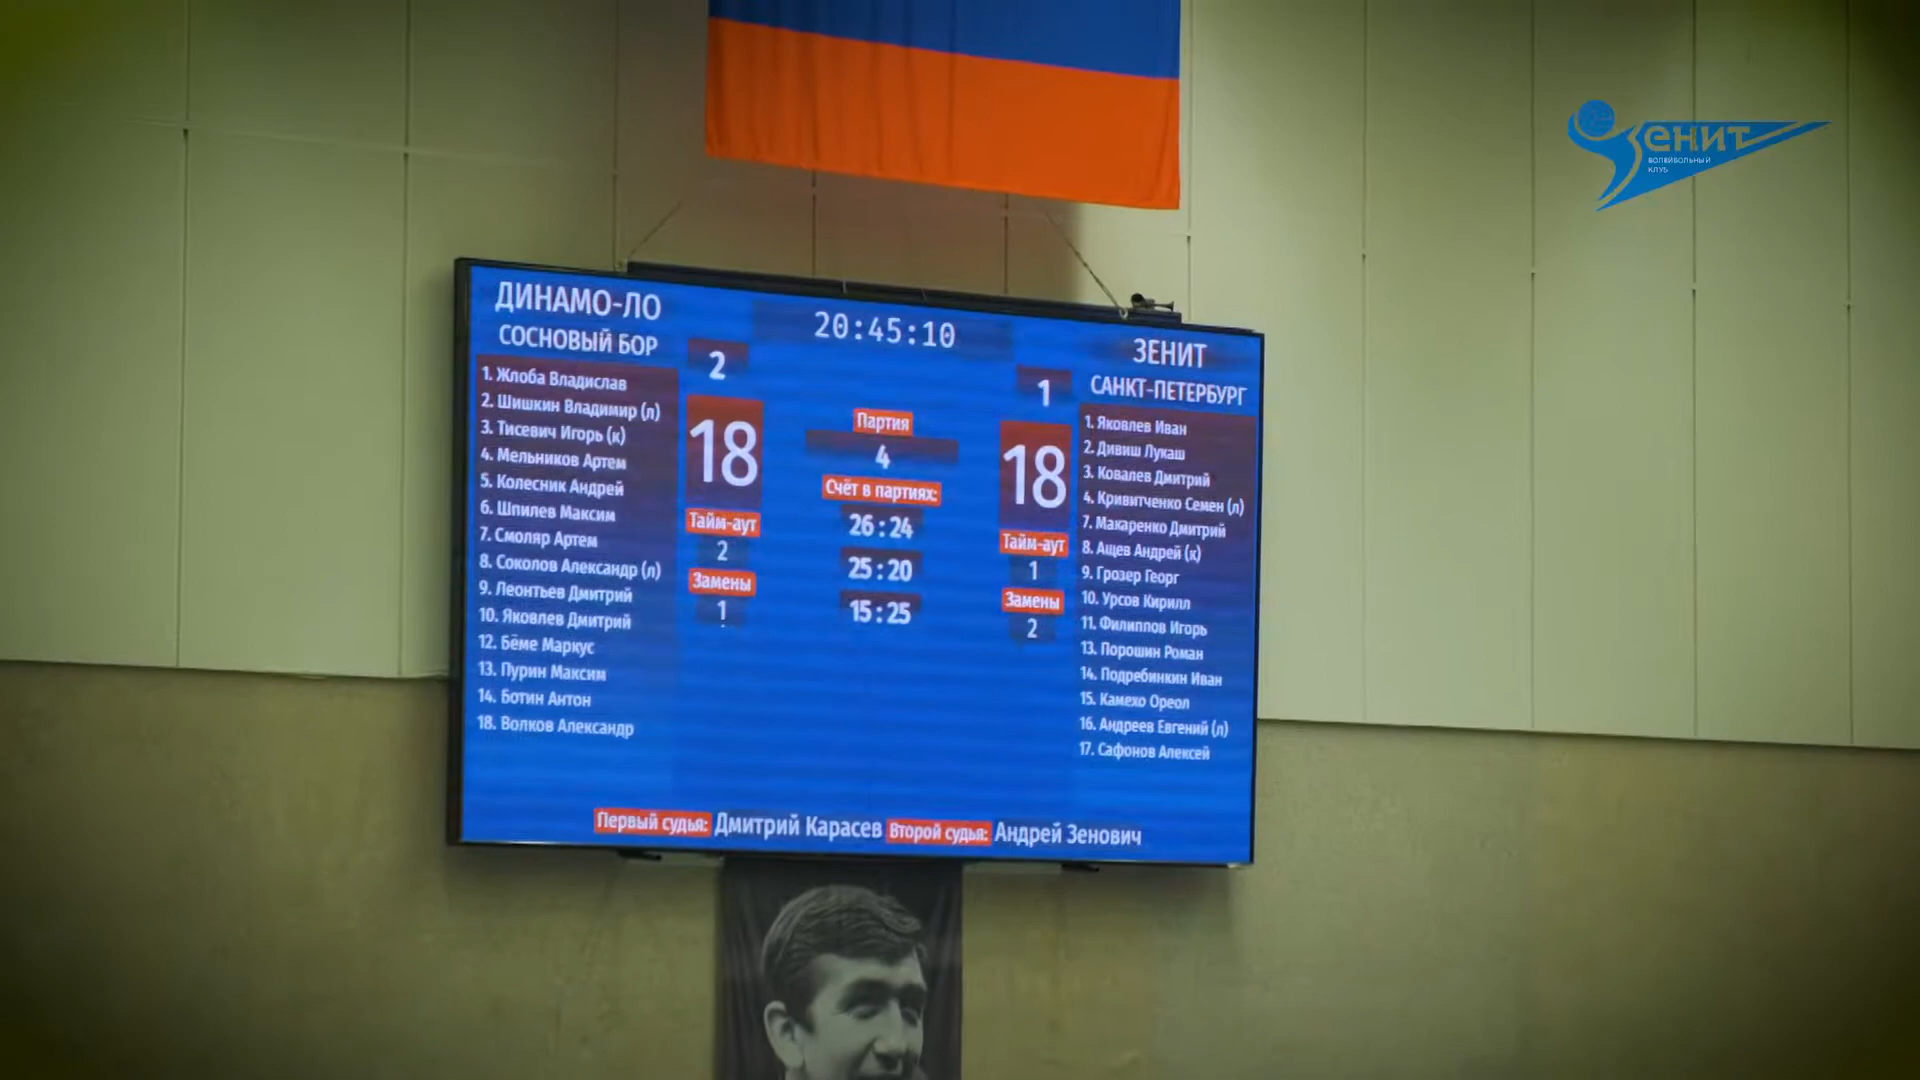 ЗЕНИТ
ВОЛЕЙБОЛЬНЫЙ
КЛУБ
20:45:10
ДИНАМО-ЛО
СОСНОВЫЙ БОР
1. Жлоба Владислав
2. Шишкин Владимир (л)
3. Тисевич Игорь (к)
4. Мельников Артем
5. Колесник Андрей
6. Шпилев Максим
7. Смоляр Артем
8. Соколов Александр (л)
9. Леонтьев Дмитрий
10. Яковлев Дмитрий
12. Бёме Маркус
13. Пурин Максим
14. Ботин Антон
18. Волков Александр
2
18
Тайм-аут
2
Замены
1
Партия
4
Счёт в партиях:
26:24
25:20
15:25
1
18
Тайм-аут
1
Замены
2
ЗЕНИТ
САНКТ-ПЕТЕРБУРГ
1. Яковлев Иван
2. Дивиш Лукаш
3. Ковалев Дмитрий
4. Кривитченко Семен (л)
7. Макаренко Дмитрий
8. Ащев Андрей (к)
9. Грозер Георг
10. Урсов Кирилл
11. Филиппов Игорь
13. Порошин Роман
14. Подребинкин Иван
15. Камехо Ореол
16. Андреев Евгений (л)
17. Сафонов Алексей
Первый судья: Дмитрий Карасев Второй судья: Андрей Зенович